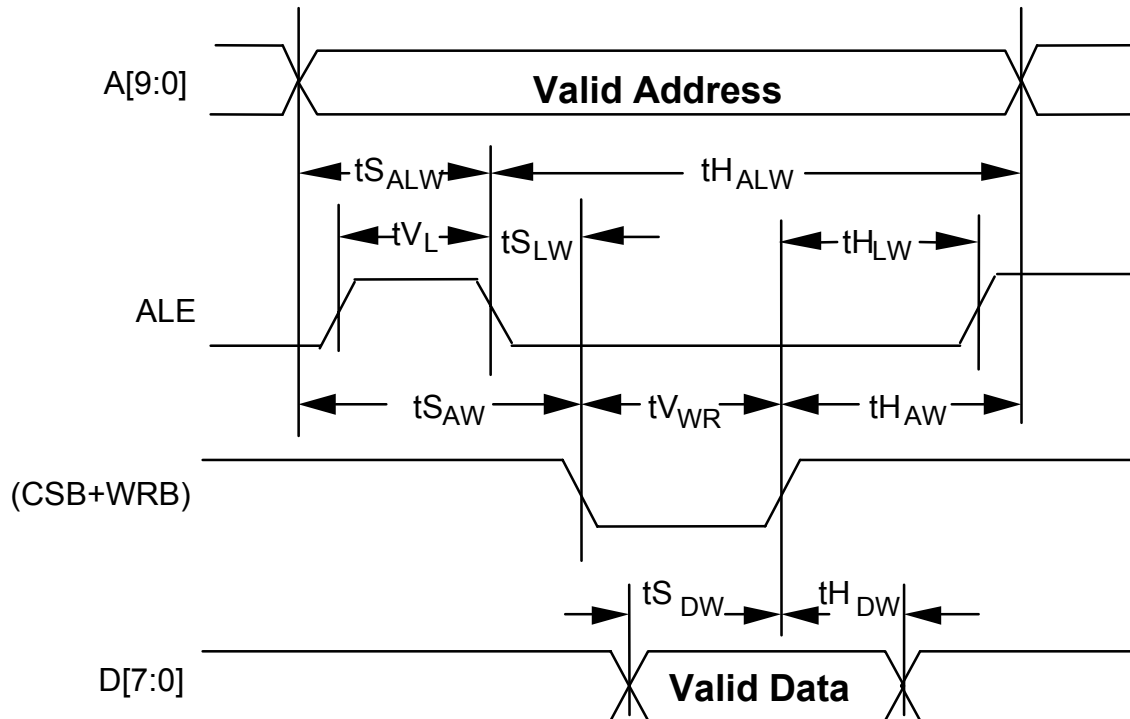 A[9:0]
Valid Address
tS ALW
tH ALW
tV L
tS LW
tH LW
ALE
tS AW
tV WR
tH AW
(CSB+WRB)
tS DW
tH DW
D[7:0]
Valid Data